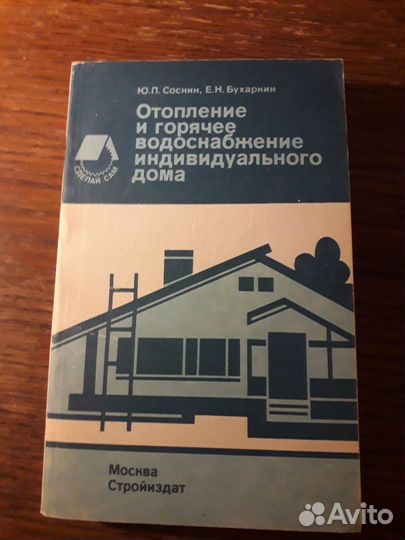 Ю.П. Соснин, Е.Н. Бухаркин
Отопление
и горячее
водоснабжение
индивидуального
дома
СДЕЛАЙ САМ
Москва
Стройиздат
Avito